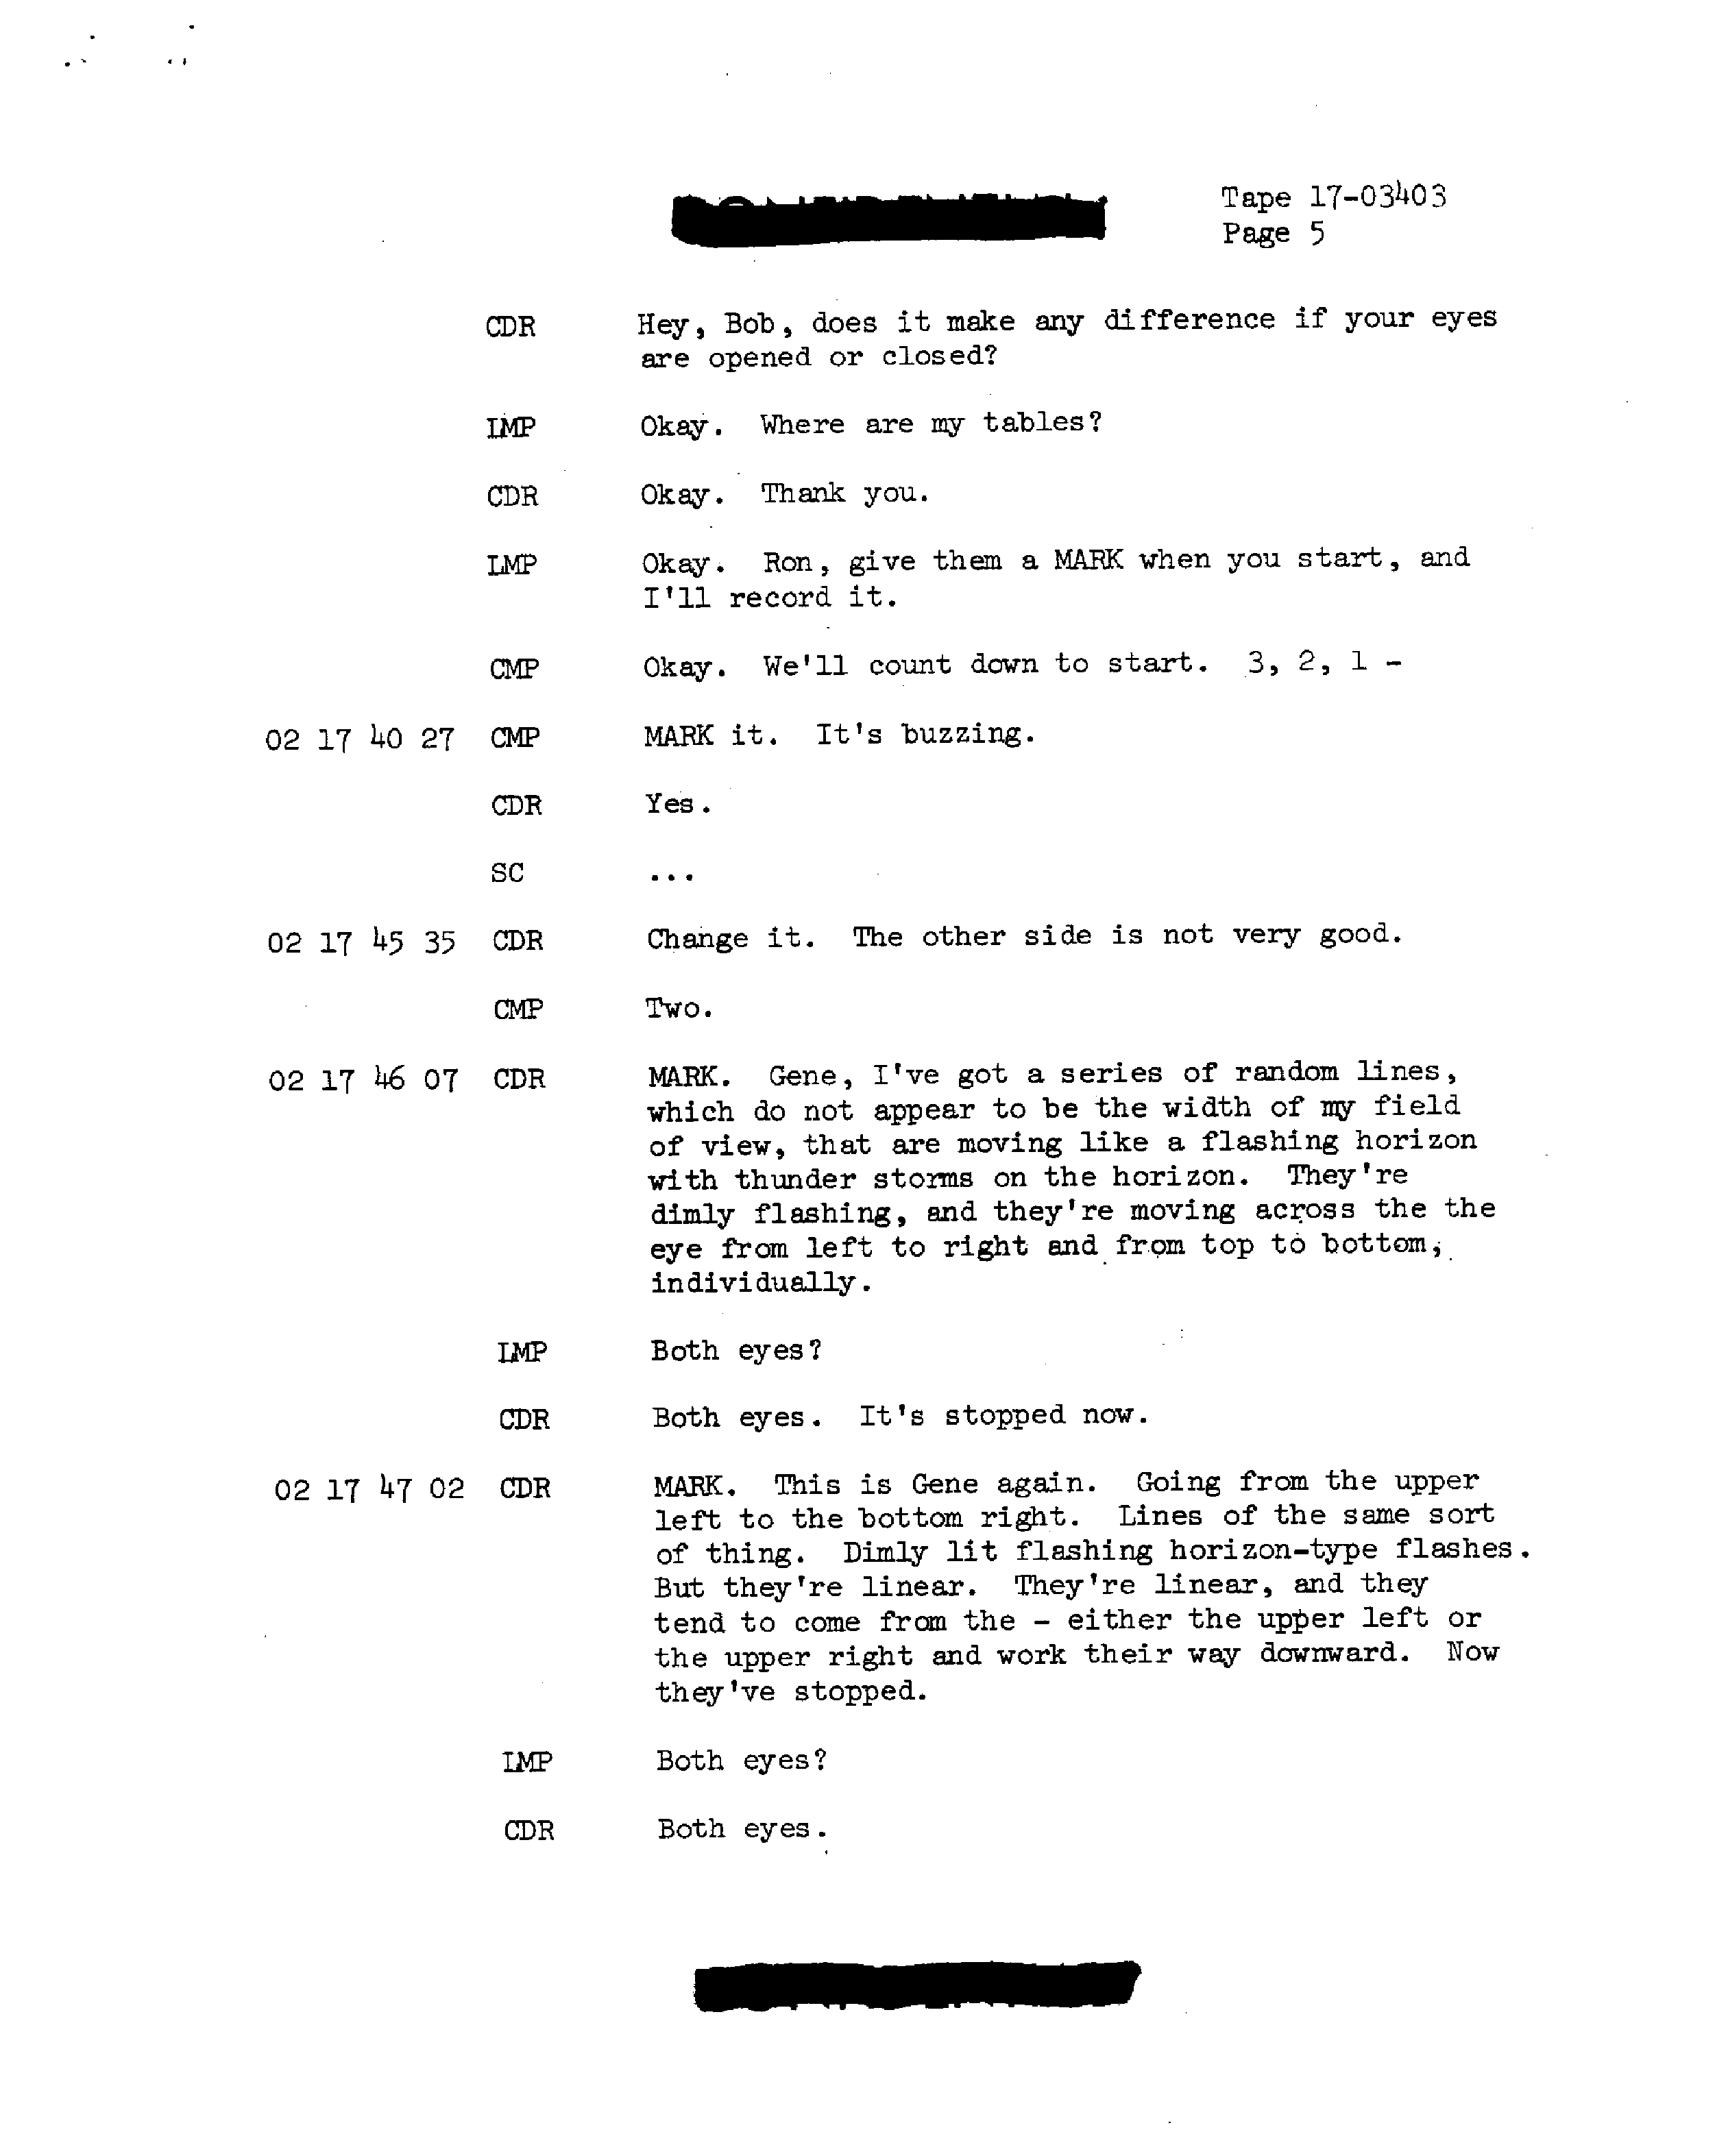 Tape 17-03403
Page 5
CDR Hey, Bob, does it make any difference if your eyes
are opened or closed?
LMP Okay. Where are my tables?
CDR Okay. Thank you.
LMP Okay. Ron, give them a MARK when you start, and
I'll record it.
CMP Okay. We'll count down to start. 3, 2, 1 -
02 17 40 27 CMP MARK it. It's buzzing.
CDR Yes.
SC ...
02 17 45 35 CDR Change it. The other side is not very good.
CMP Two.
02 17 46 07 CDR MARK. Gene, I've got a series of random lines,
which do not appear to be the width of my field
of view, that are moving like a flashing horizon
with thunder storms on the horizon. They're
dimly flashing, and they're moving across the the
eye from left to right and from top to bottom,
individually.
LMP Both eyes?
CDR Both eyes. It's stopped now.
02 17 47 02 CDR MARK. This is Gene again. Going from the upper
left to the bottom right. Lines of the same sort
of thing. Dimly lit flashing horizon-type flashes.
But they're linear. They're linear, and they
tend to come from the - either the upper left or
the upper right and work their way downward. Now
they've stopped.
LMP Both eyes?
CDR Both eyes.